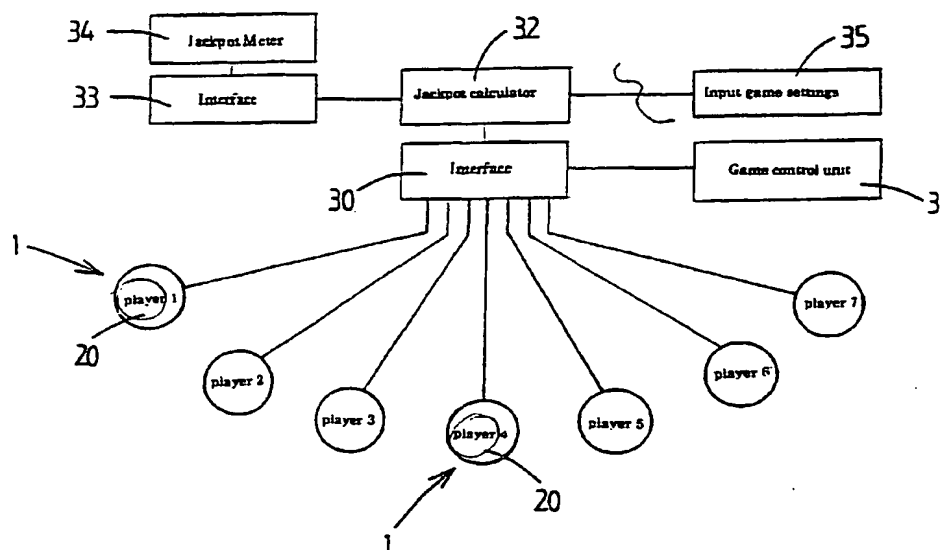 34
Jackpot Meter
32
35
33
Interface
Jackpot calculator
Input game settings
30
Interface
Game control unit
3
1
player 1
20
player 2
player 3
player 4
20
1
player 5
player 6
player 7